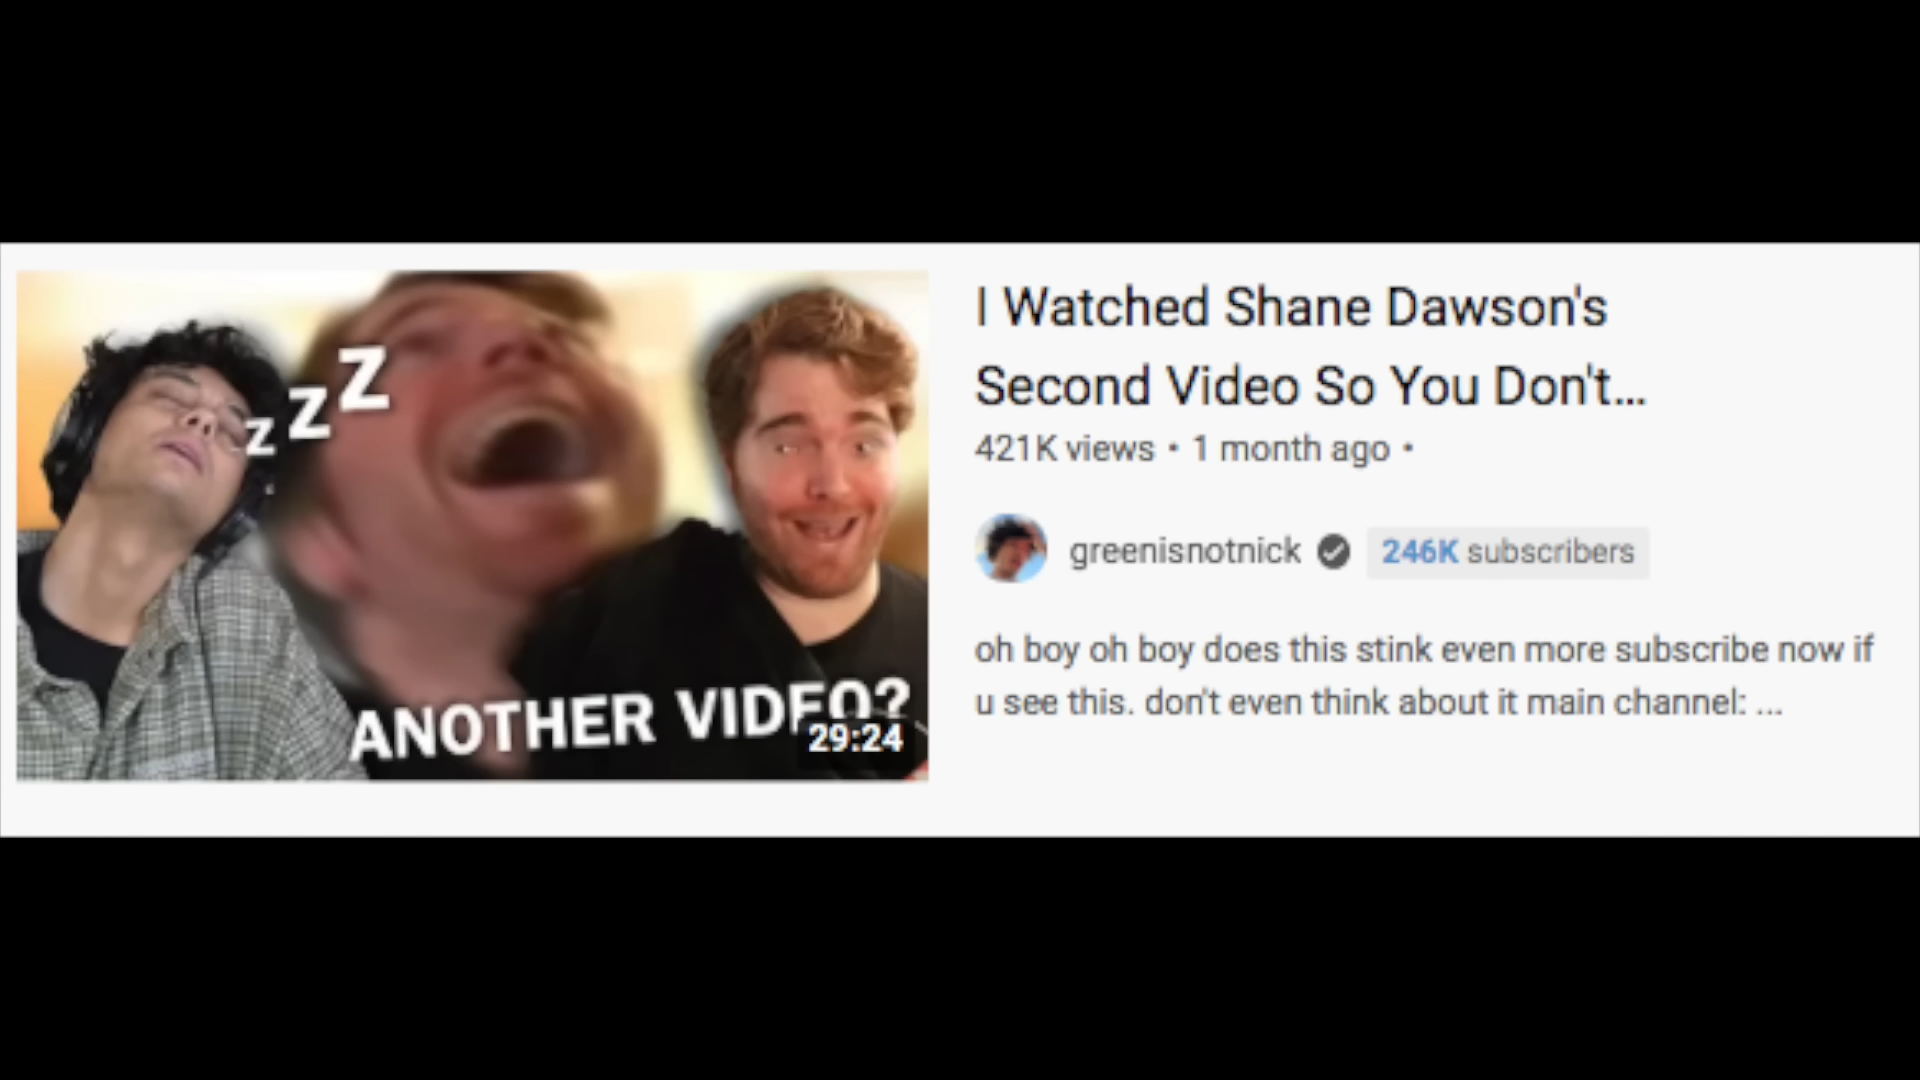 z z Z
ANOTHER VIDEO?
29:24
I Watched Shane Dawson's
Second Video So You Don't...
421K views • 1 month ago •
greenisnotnick 246K subscribers
oh boy oh boy does this stink even more subscribe now if
u see this. don't even think about it main channel: ...